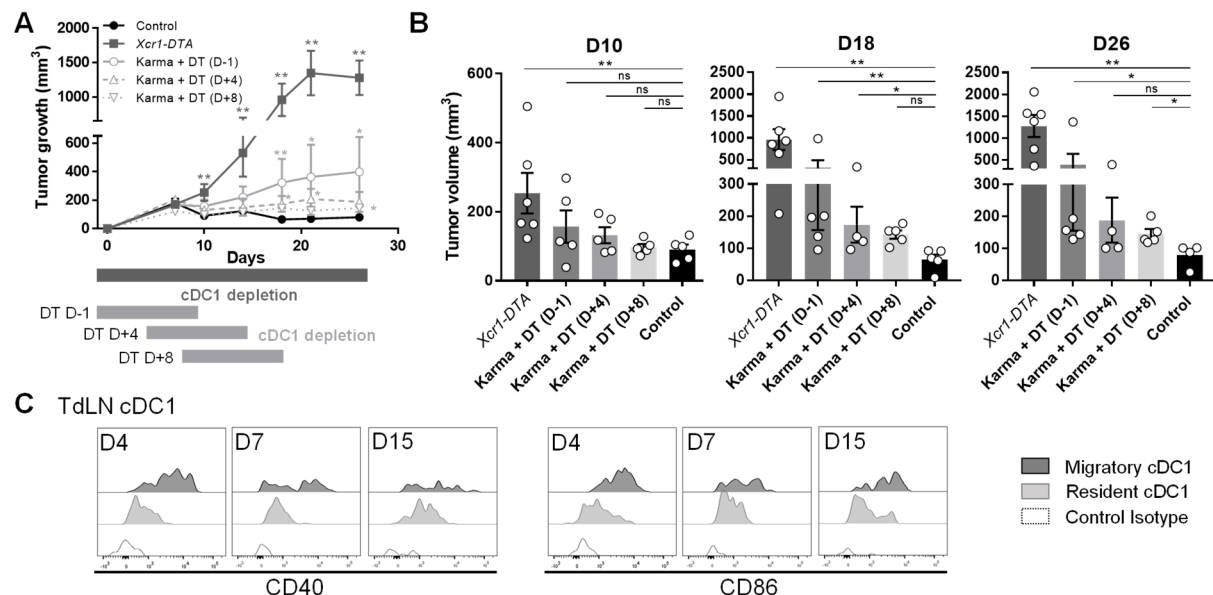 A
Control
Xcr1-DTA
Karma + DT (D-1)
Karma + DT (D+4)
Karma + DT (D+8)
Tumor growth (mm³)
2000
1500
1000
600
400
200
0
** ** ** ** ** **
** * *
* *
*
0 10 20 30
Days
cDC1 depletion
DT D-1
DT D+4 cDC1 depletion
DT D+8
B
D10
Tumor volume (mm³)
600
400
200
0
**
ns
ns
ns
Xcr1-DTA
Karma + DT (D-1)
Karma + DT (D+4)
Karma + DT (D+8)
Control
D18
2500
2000
1500
1000
500
300
200
100
0
**
**
*
ns
Xcr1-DTA
Karma + DT (D-1)
Karma + DT (D+4)
Karma + DT (D+8)
Control
D26
2500
2000
1500
1000
500
300
200
100
0
**
*
ns
*
Xcr1-DTA
Karma + DT (D-1)
Karma + DT (D+4)
Karma + DT (D+8)
Control
C TdLN cDC1
D4 D7 D15
CD40
D4 D7 D15
CD86
Migratory cDC1
Resident cDC1
Control Isotype